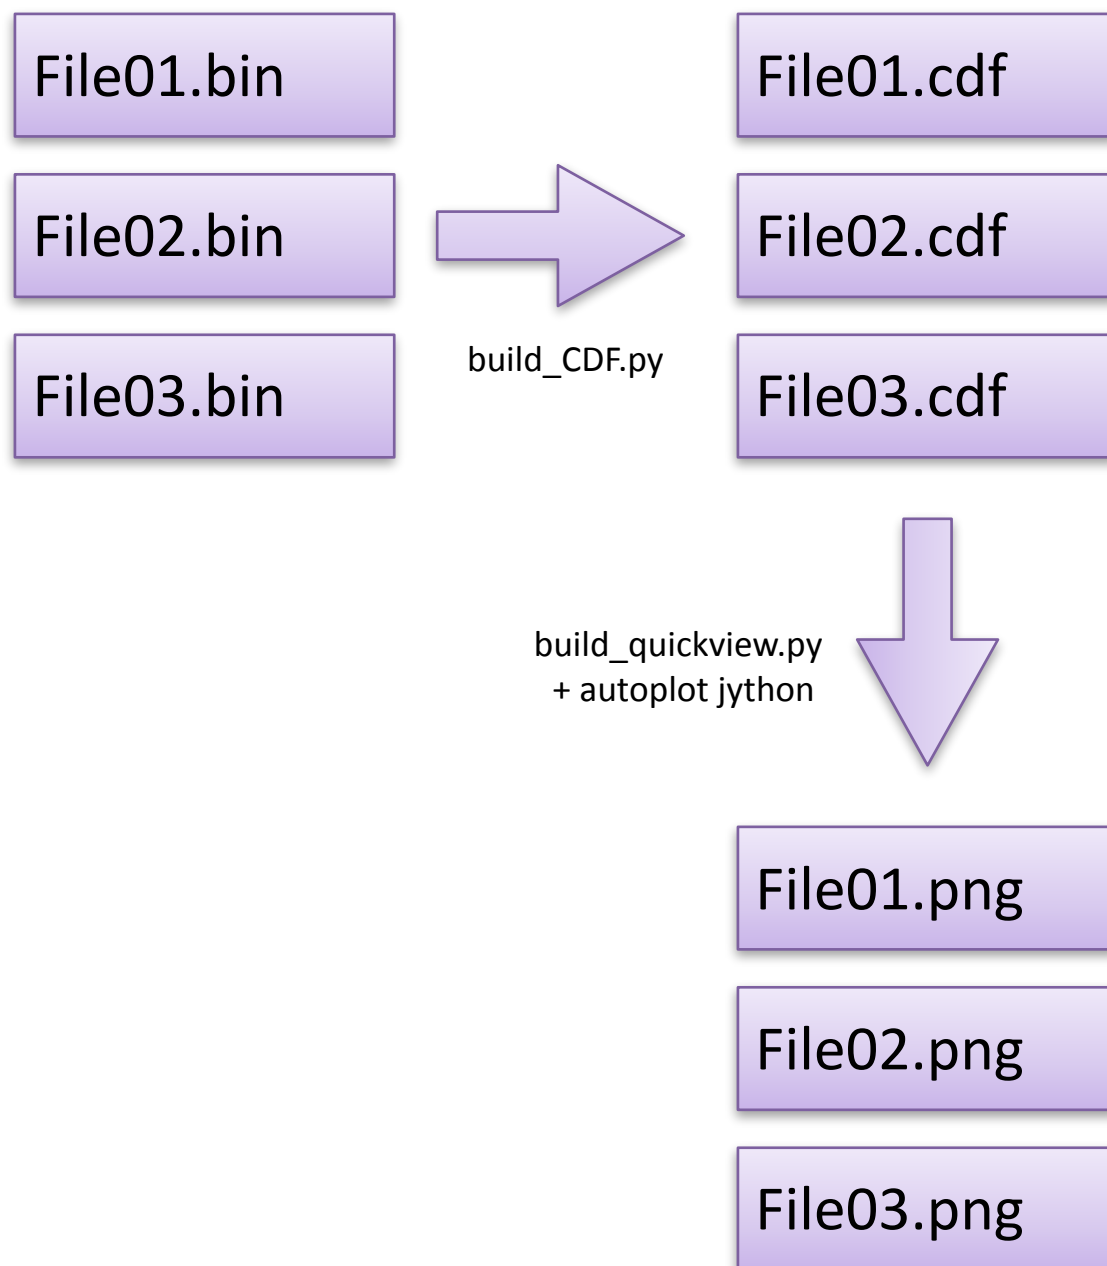 File01.bin
File02.bin
File03.bin
build_CDF.py
File01.cdf
File02.cdf
File03.cdf
build_quickview.py
+ autoplot jython
File01.png
File02.png
File03.png